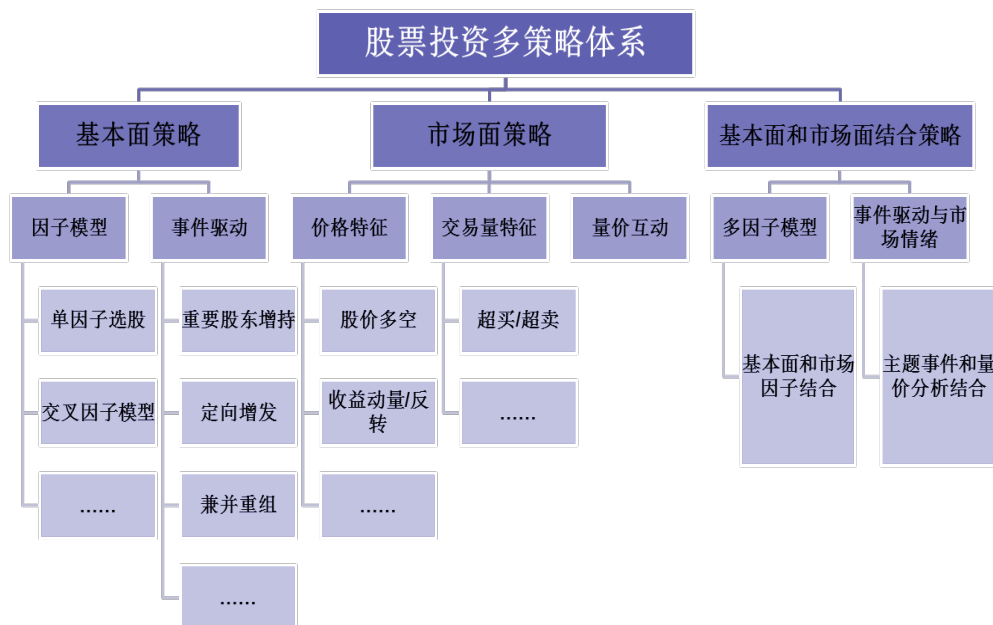 股票投资多策略体系
基本面策略
市场面策略
基本面和市场面结合策略
因子模型
事件驱动
价格特征
交易量特征
量价互动
多因子模型
事件驱动与市
场情绪
单因子选股
重要股东增持
股价多空
超买/超卖
基本面和市场
因子结合
主题事件和量
价分析结合
交叉因子模型
定向增发
收益动量/反
转
......
......
兼并重组
......
......